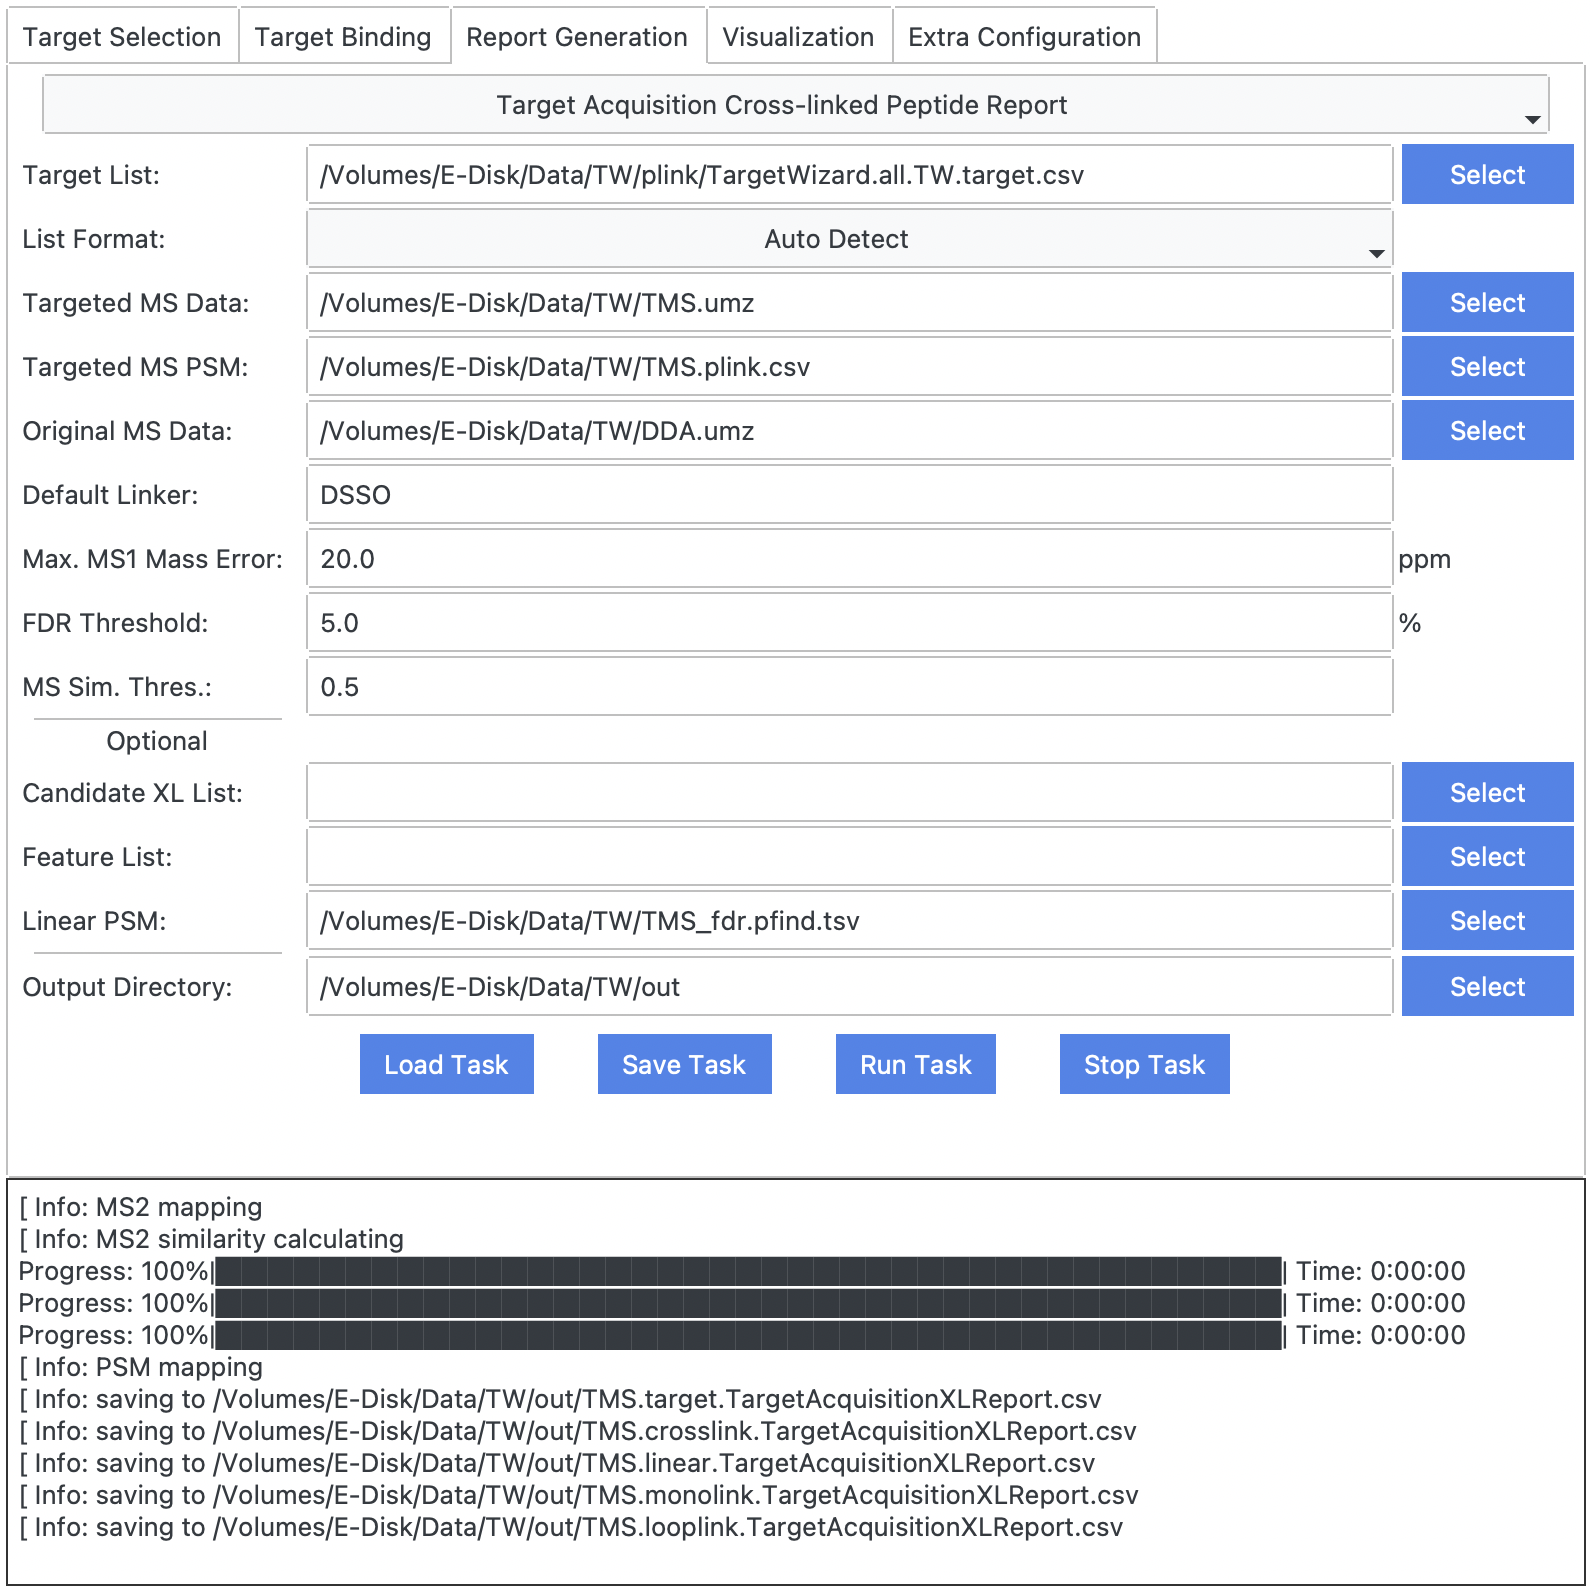 Target Selection Target Binding Report Generation Visualization Extra Configuration
Target Acquisition Cross-linked Peptide Report
Target List: /Volumes/E-Disk/Data/TW/plink/TargetWizard.all.TW.target.csv Select
List Format: Auto Detect
Targeted MS Data: /Volumes/E-Disk/Data/TW/TMS.umz Select
Targeted MS PSM: /Volumes/E-Disk/Data/TW/TMS.plink.csv Select
Original MS Data: /Volumes/E-Disk/Data/TW/DDA.umz Select
Default Linker: DSSO
Max. MS1 Mass Error: 20.0 ppm
FDR Threshold: 5.0 %
MS Sim. Thres.: 0.5
Optional
Candidate XL List: Select
Feature List: Select
Linear PSM: /Volumes/E-Disk/Data/TW/TMS_fdr.pfind.tsv Select
Output Directory: /Volumes/E-Disk/Data/TW/out Select
Load Task Save Task Run Task Stop Task
[ Info: MS2 mapping
[ Info: MS2 similarity calculating
Progress: 100%| | Time: 0:00:00
Progress: 100%| | Time: 0:00:00
Progress: 100%| | Time: 0:00:00
[ Info: PSM mapping
[ Info: saving to /Volumes/E-Disk/Data/TW/out/TMS.target.TargetAcquisitionXLReport.csv
[ Info: saving to /Volumes/E-Disk/Data/TW/out/TMS.crosslink.TargetAcquisitionXLReport.csv
[ Info: saving to /Volumes/E-Disk/Data/TW/out/TMS.linear.TargetAcquisitionXLReport.csv
[ Info: saving to /Volumes/E-Disk/Data/TW/out/TMS.monolink.TargetAcquisitionXLReport.csv
[ Info: saving to /Volumes/E-Disk/Data/TW/out/TMS.looplink.TargetAcquisitionXLReport.csv